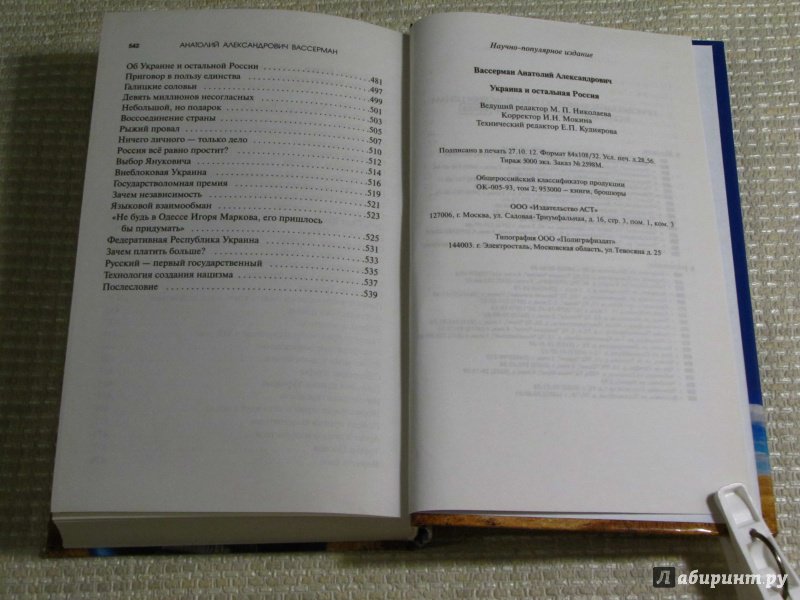 542 АНАТОЛИЙ АЛЕКСАНДРОВИЧ ВАССЕРМАН
Об Украине и остальной России 481
Приговор в пользу единства 497
Галицкие соловьи 499
Девять миллионов несогласных 501
Небольшой, но подарок 503
Воссоединение страны 505
Рыжий провал 507
Ничего личного — только дело 510
Россия всё равно простит? 512
Выбор Януковича 514
Внеблоковая Украина 516
Государстволомная премия 519
Зачем независимость 521
Языковой взаимообман 523
«Не будь в Одессе Игоря Маркова, его пришлось
бы придумать» 525
Федеративная Республика Украина 531
Зачем платить больше? 533
Русский — первый государственный 535
Технология создания нацизма 537
Послесловие 539
Научно-популярное издание
Вассерман Анатолий Александрович
Украина и остальная Россия
Ведущий редактор М. П. Николаева
Корректор И.Н. Мокина
Технический редактор Е.П. Кудиярова
Подписано в печать 27.10. 12. Формат 84х108/32. Усл. печ. л.28,56.
Тираж 5000 экз. Заказ № 2598М.
Общероссийский классификатор продукции
ОК-005-93, том 2; 953000 — книги, брошюры
ООО «Издательство АСТ»
127006, г. Москва, ул. Садовая-Триумфальная, д. 16, стр. 3, пом. 1, ком. 3
Типография ООО «Полиграфиздат»
144003, г. Электросталь, Московская область, ул. Тевосяна д. 25
Лабиринт.ру